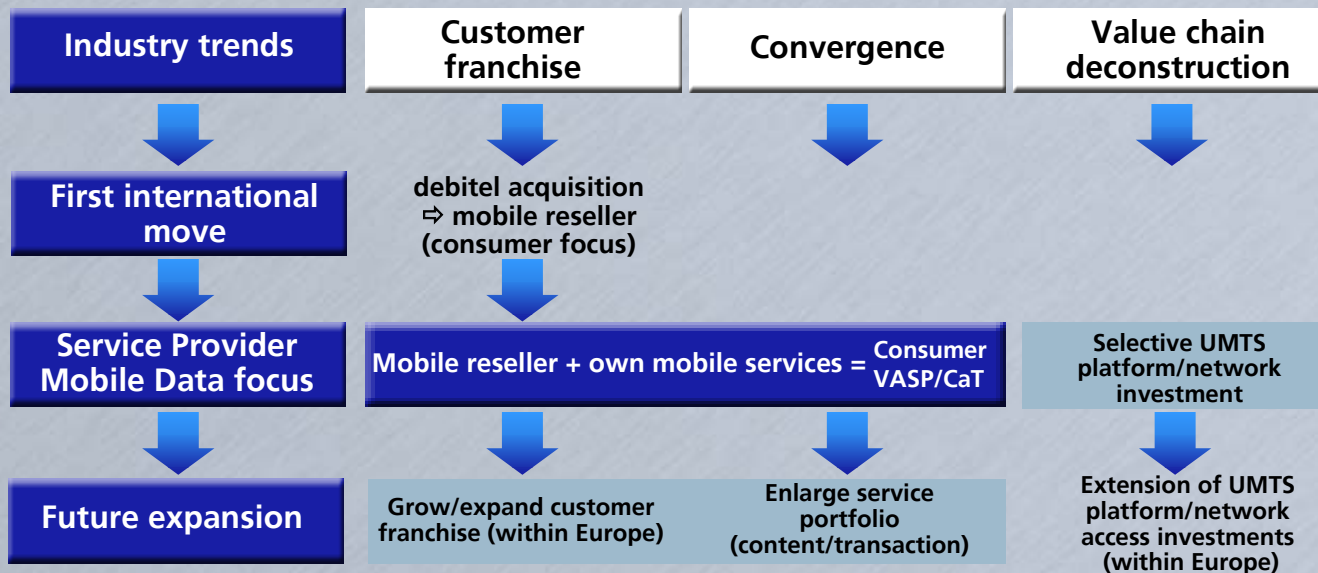 Industry trends
Customer
franchise
Convergence
Value chain
deconstruction
First international
move
debitel acquisition
⇨ mobile reseller
(consumer focus)
Service Provider
Mobile Data focus
Mobile reseller + own mobile services = Consumer
VASP/CaT
Selective UMTS
platform/network
investment
Future expansion
Grow/expand customer
franchise (within Europe)
Enlarge service
portfolio
(content/transaction)
Extension of UMTS
platform/network
access investments
(within Europe)